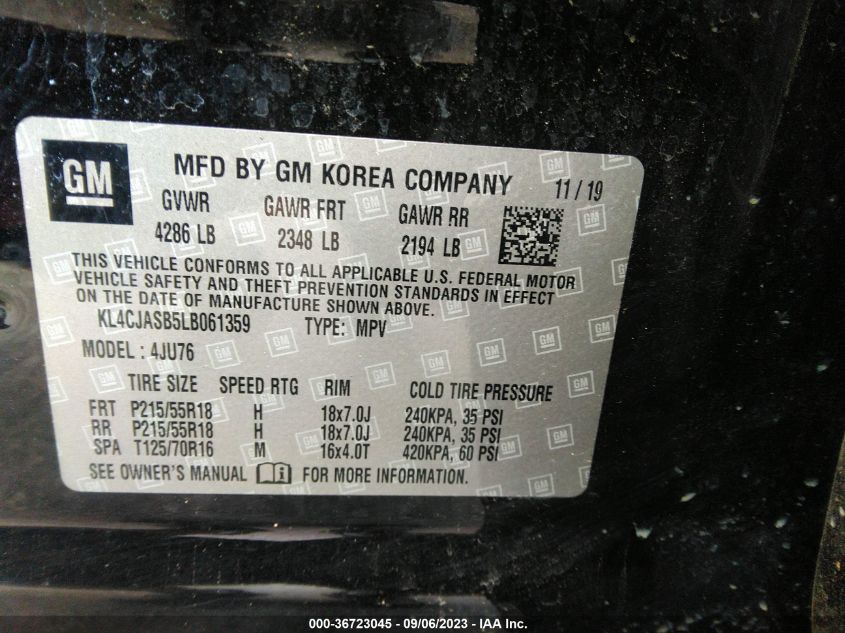 GM
MFD BY GM KOREA COMPANY 11 / 19
GVWR GAWR FRT GAWR RR
4286 LB 2348 LB 2194 LB
THIS VEHICLE CONFORMS TO ALL APPLICABLE U.S. FEDERAL MOTOR
VEHICLE SAFETY AND THEFT PREVENTION STANDARDS IN EFFECT
ON THE DATE OF MANUFACTURE SHOWN ABOVE.
KL4CJASB5LB061359 TYPE: MPV
MODEL : 4JU76
TIRE SIZE SPEED RTG RIM COLD TIRE PRESSURE
FRT P215/55R18 H 18x7.0J 240KPA, 35 PSI
RR P215/55R18 H 18x7.0J 240KPA, 35 PSI
SPA T125/70R16 M 16x4.0T 420KPA, 60 PSI
SEE OWNER'S MANUAL FOR MORE INFORMATION.
000-36723045 - 09/06/2023 - IAA Inc.